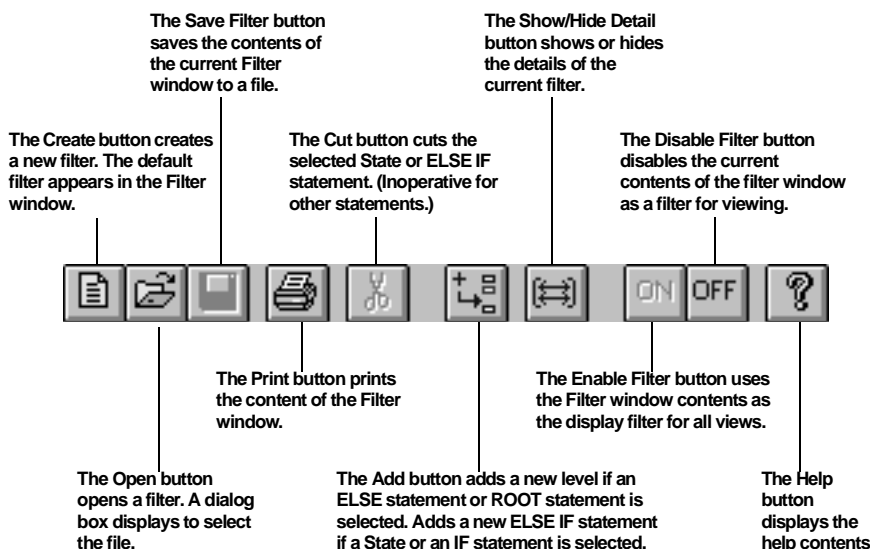 The Save Filter button
saves the contents of
the current Filter
window to a file.
The Show/Hide Detail
button shows or hides
the details of the
current filter.
The Create button creates
a new filter. The default
filter appears in the Filter
window.
The Cut button cuts the
selected State or ELSE IF
statement. (Inoperative for
other statements.)
The Disable Filter button
disables the current
contents of the filter window
as a filter for viewing.
ON
OFF
?
The Print button prints
the content of the Filter
window.
The Enable Filter button uses
the Filter window contents as
the display filter for all views.
The Open button
opens a filter. A dialog
box displays to select
the file.
The Add button adds a new level if an
ELSE statement or ROOT statement is
selected. Adds a new ELSE IF statement
if a State or an IF statement is selected.
The Help
button
displays the
help contents